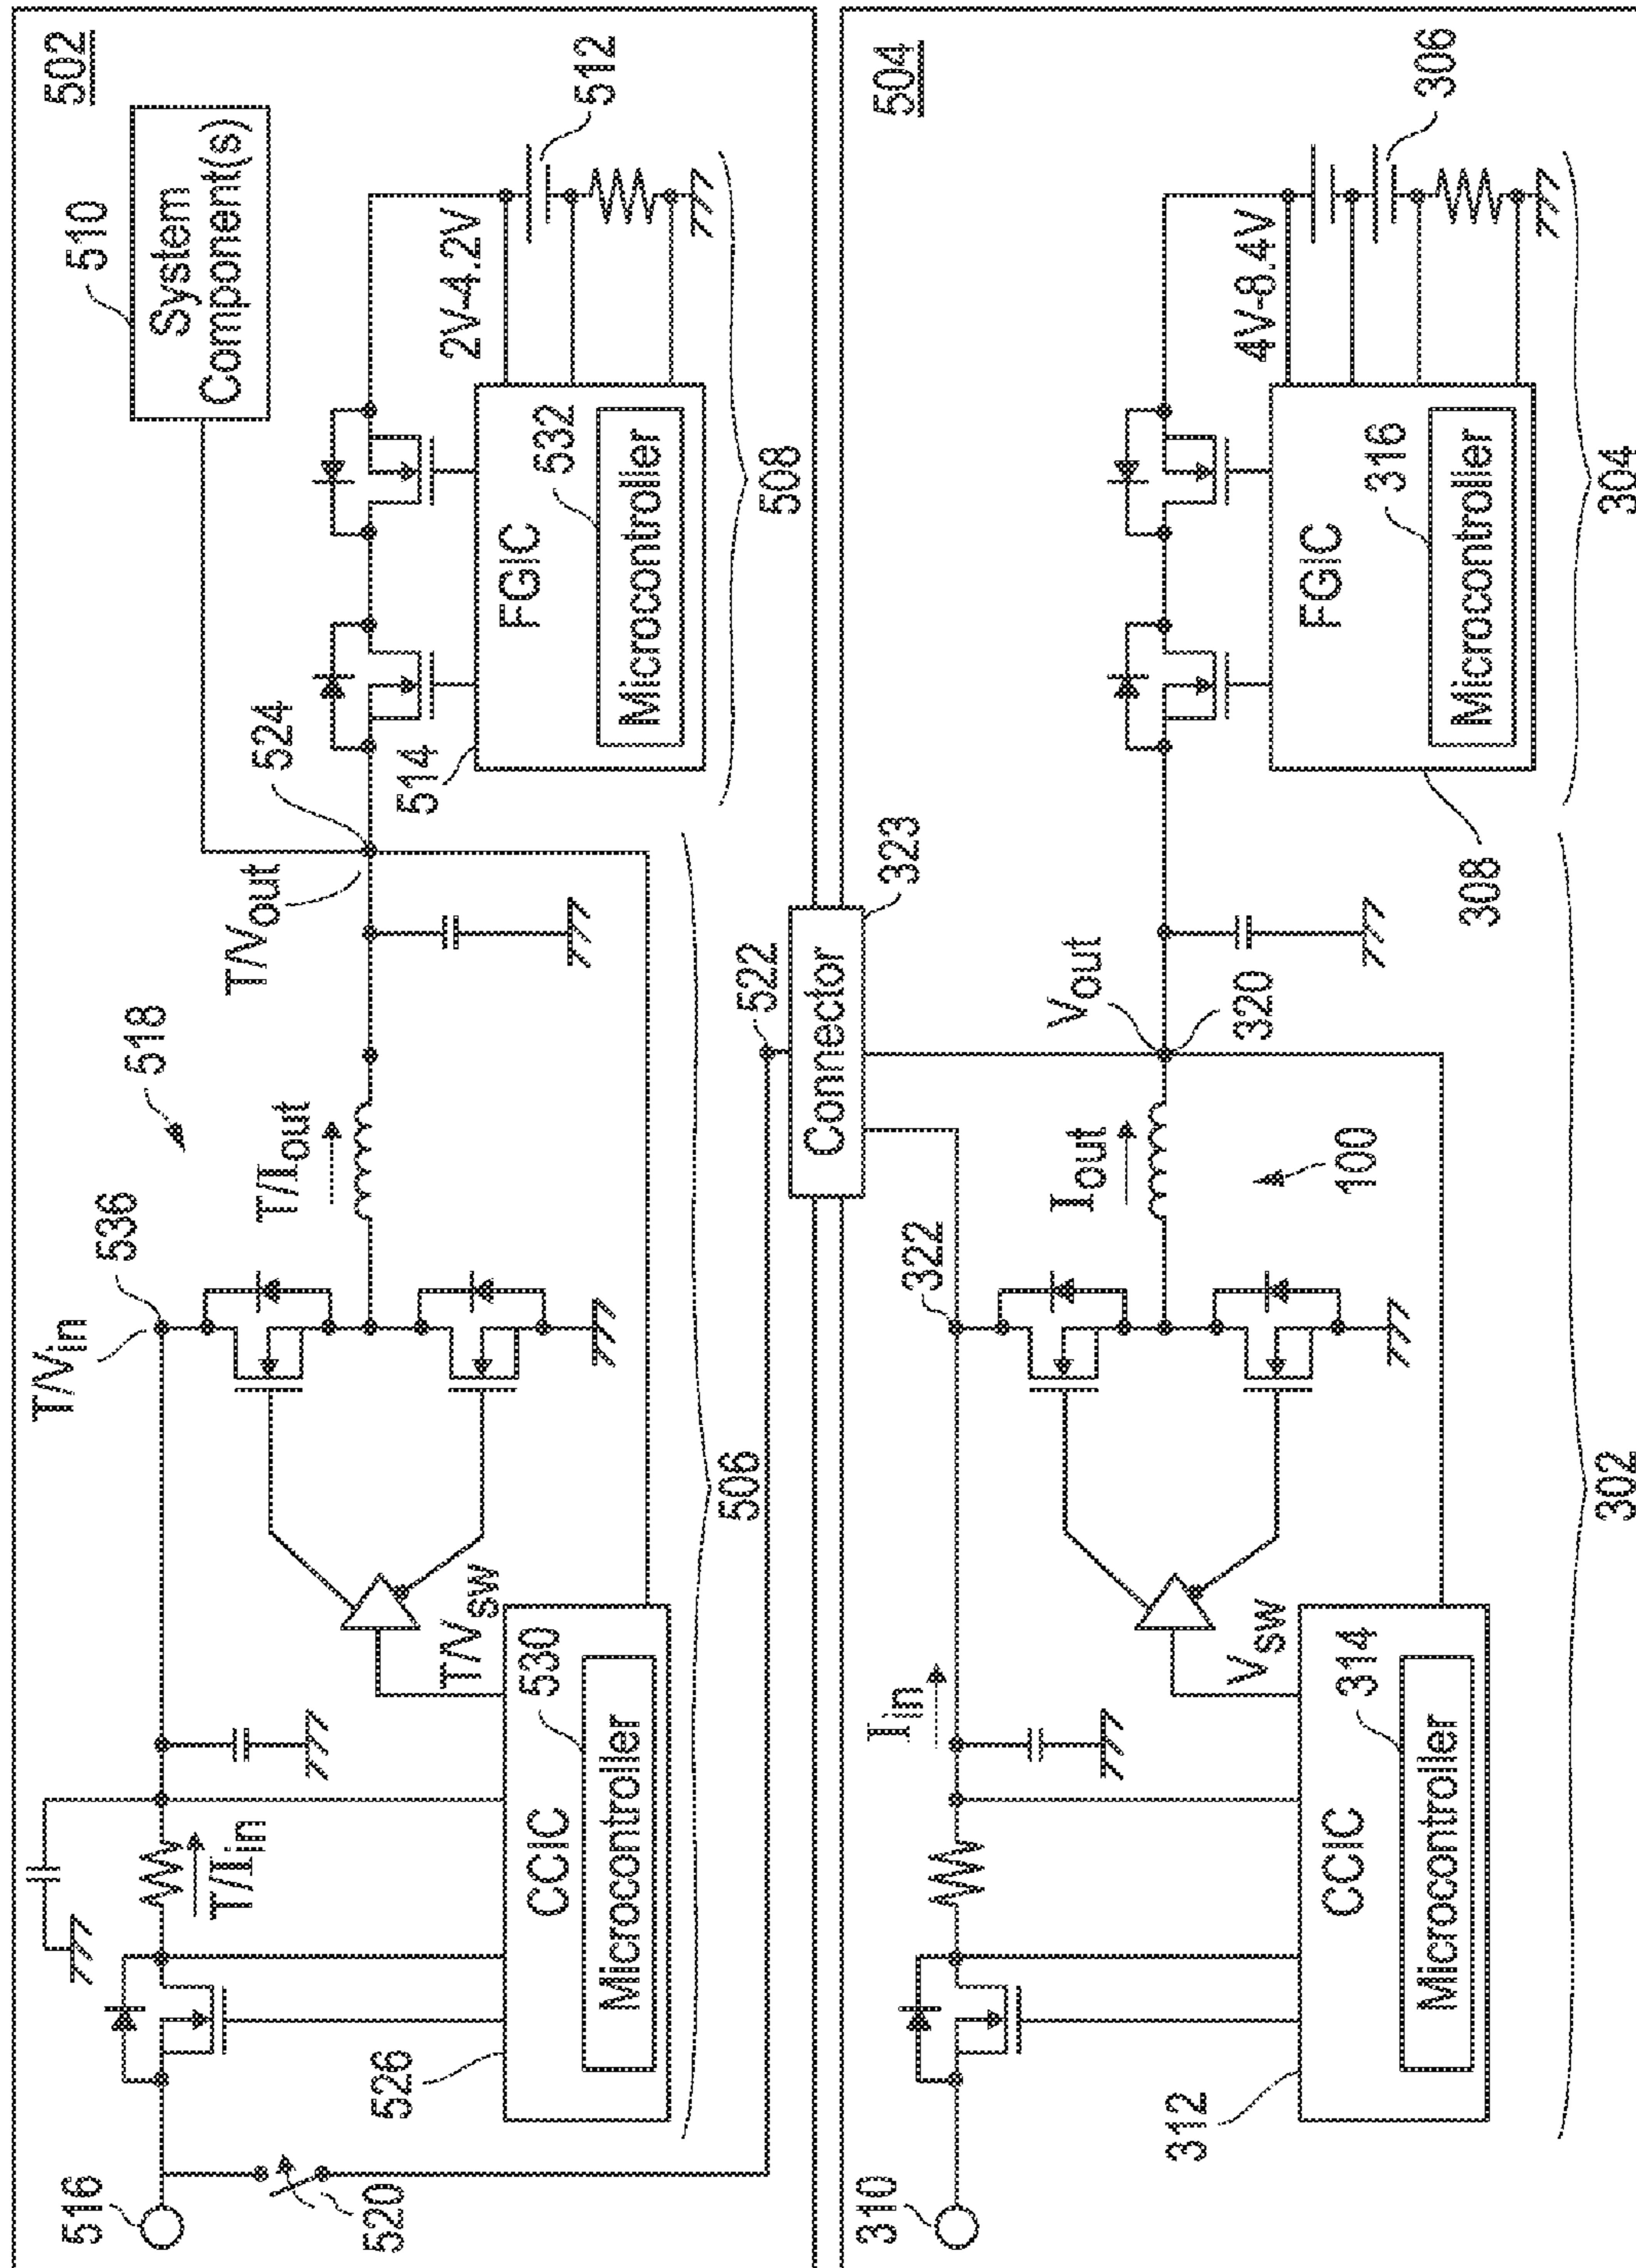 502
510
System
Component(s)
512
2V-4.2V
532
FGIC
Microcontroller
514
508
524
T/Vout
518
T/Iout
536
T/Vin
T/Vsw
530
T/Iin
CCIC
Microcontroller
526
506
516
520
522
Connector
323
504
306
4V-8.4V
316
FGIC
Microcontroller
308
304
Vout
320
Iout
100
322
Iin
Vsw
314
CCIC
Microcontroller
312
310
302